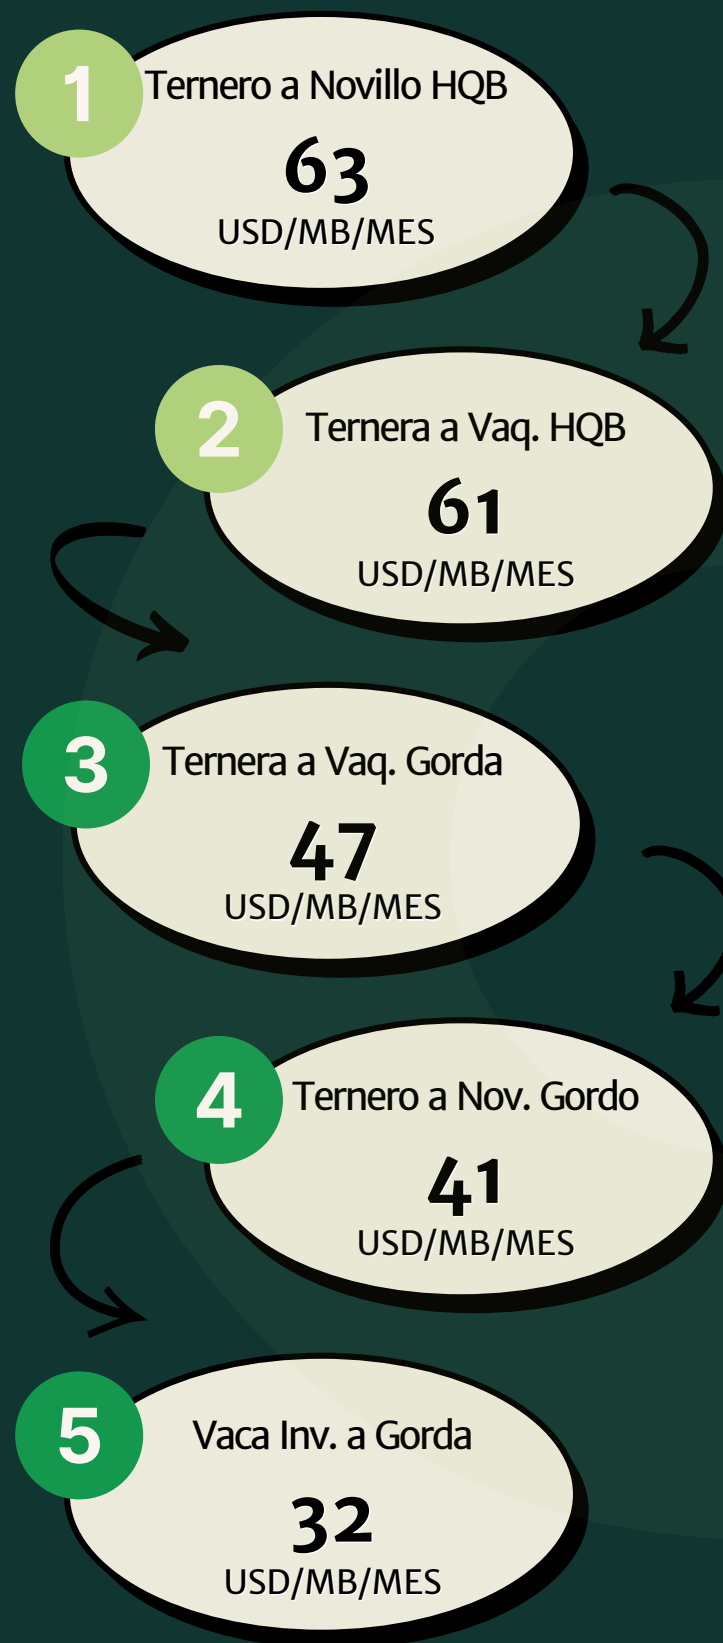 1
Ternero a Novillo HQB
63
USD/MB/MES
2
Ternera a Vaq. HQB
61
USD/MB/MES
3
Ternera a Vaq. Gorda
47
USD/MB/MES
4
Ternero a Nov. Gordo
41
USD/MB/MES
5
Vaca Inv. a Gorda
32
USD/MB/MES